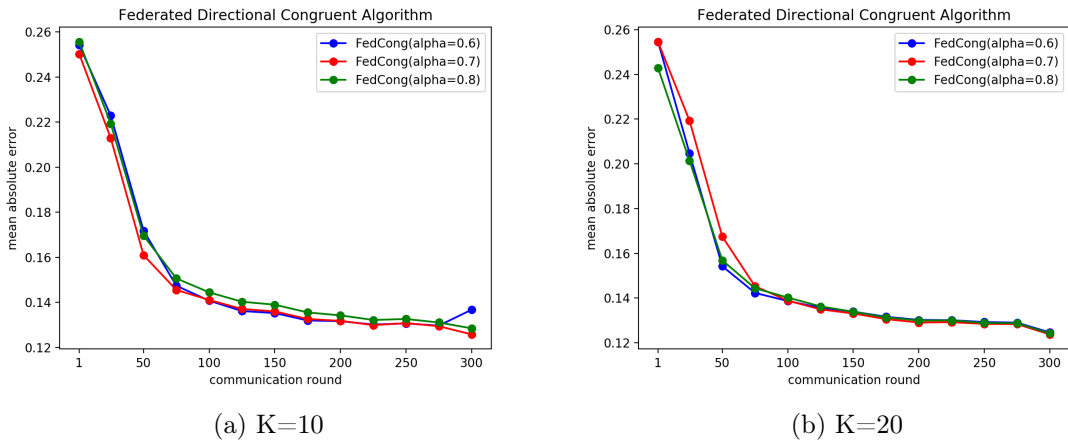 Federated Directional Congruent Algorithm
0.26
0.24
0.22
0.20
0.18
0.16
0.14
0.12
mean absolute error
FedCong(alpha=0.6)
FedCong(alpha=0.7)
FedCong(alpha=0.8)
1 50 100 150 200 250 300
communication round
(a) K=10
Federated Directional Congruent Algorithm
0.26
0.24
0.22
0.20
0.18
0.16
0.14
0.12
mean absolute error
FedCong(alpha=0.6)
FedCong(alpha=0.7)
FedCong(alpha=0.8)
1 50 100 150 200 250 300
communication round
(b) K=20